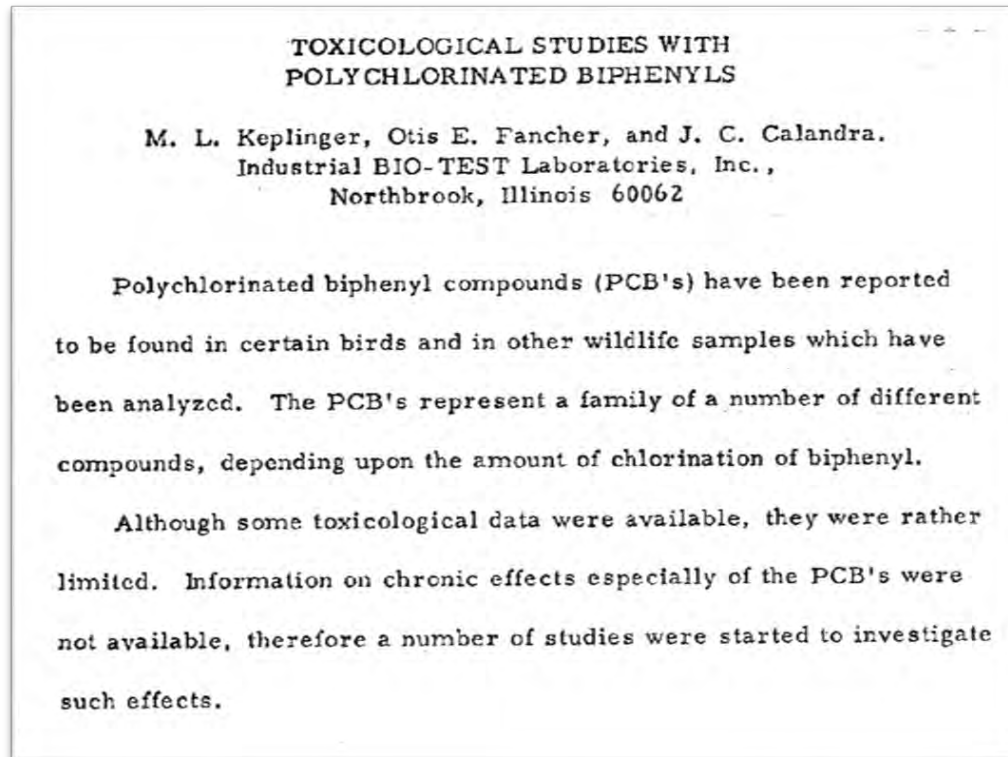 TOXICOLOGICAL STUDIES WITH
POLYCHLORINATED BIPHENYLS
M. L. Keplinger, Otis E. Fancher, and J. C. Calandra.
Industrial BIO-TEST Laboratories, Inc.,
Northbrook, Illinois 60062
Polychlorinated biphenyl compounds (PCB's) have been reported
to be found in certain birds and in other wildlife samples which have
been analyzed. The PCB's represent a family of a number of different
compounds, depending upon the amount of chlorination of biphenyl.
Although some toxicological data were available, they were rather
limited. Information on chronic effects especially of the PCB's were
not available, therefore a number of studies were started to investigate
such effects.